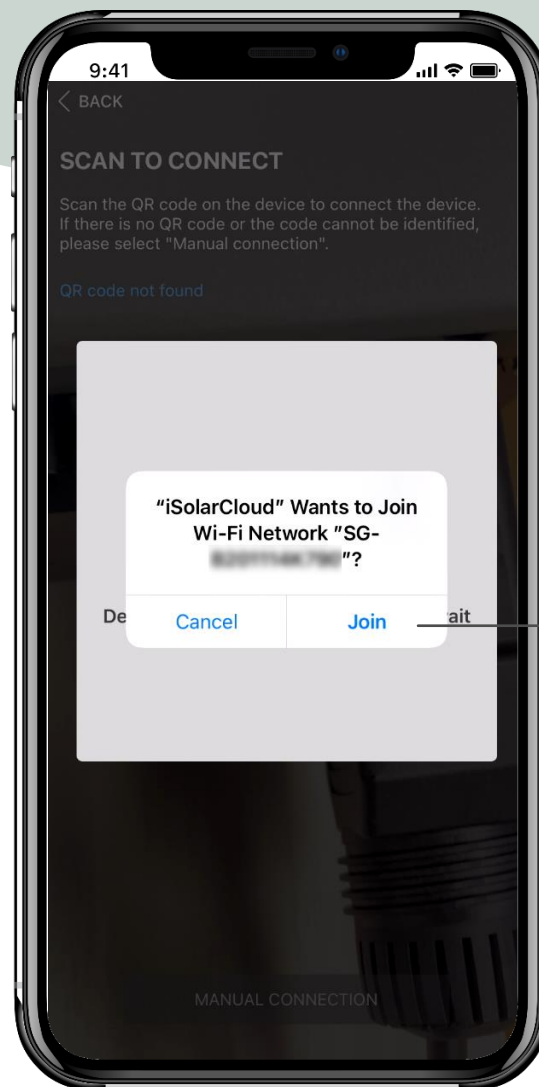 9:41
BACK
SCAN TO CONNECT
Scan the QR code on the device to connect the device.
If there is no QR code or the code cannot be identified,
please select "Manual connection".
QR code not found
“iSolarCloud” Wants to Join
Wi-Fi Network ”SG-
”?
De ait
Cancel Join
MANUAL CONNECTION